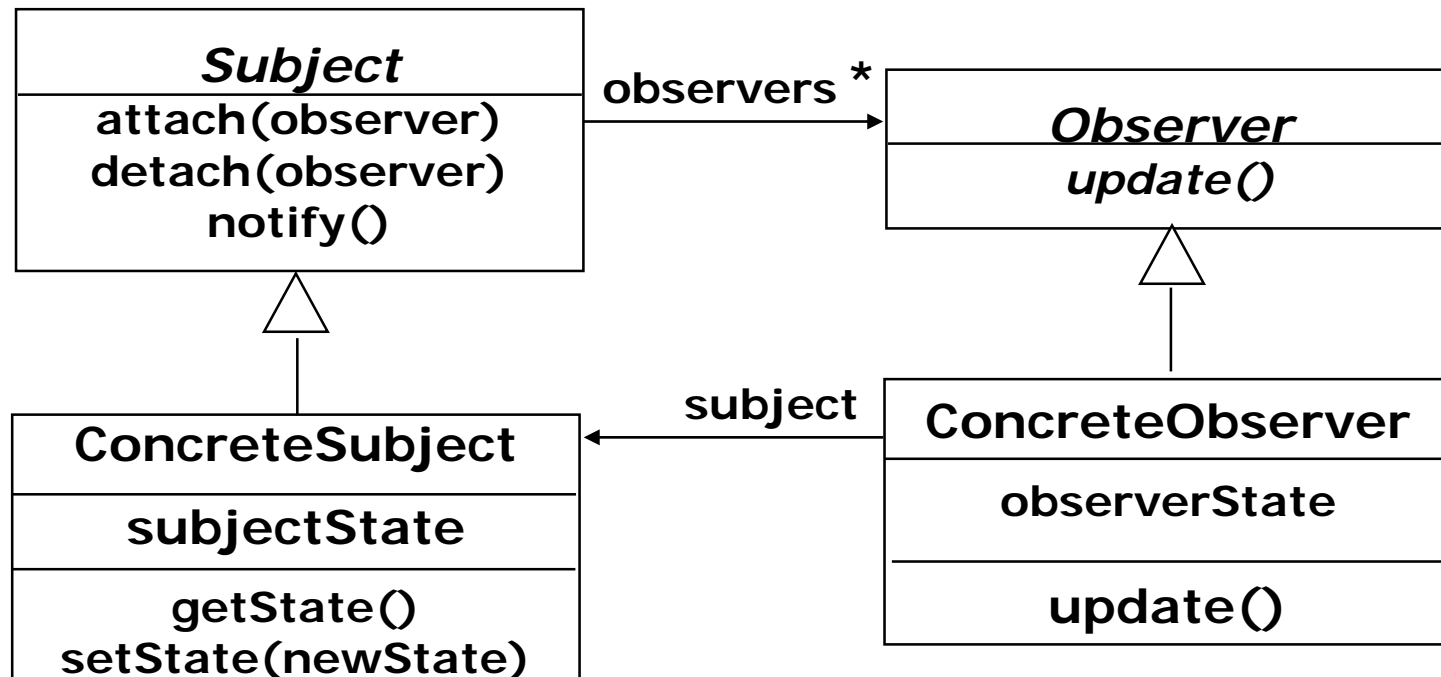 Subject
attach(observer)
detach(observer)
notify()
observers *
Observer
update()
ConcreteSubject
subjectState
getState()
setState(newState)
subject
ConcreteObserver
observerState
update()